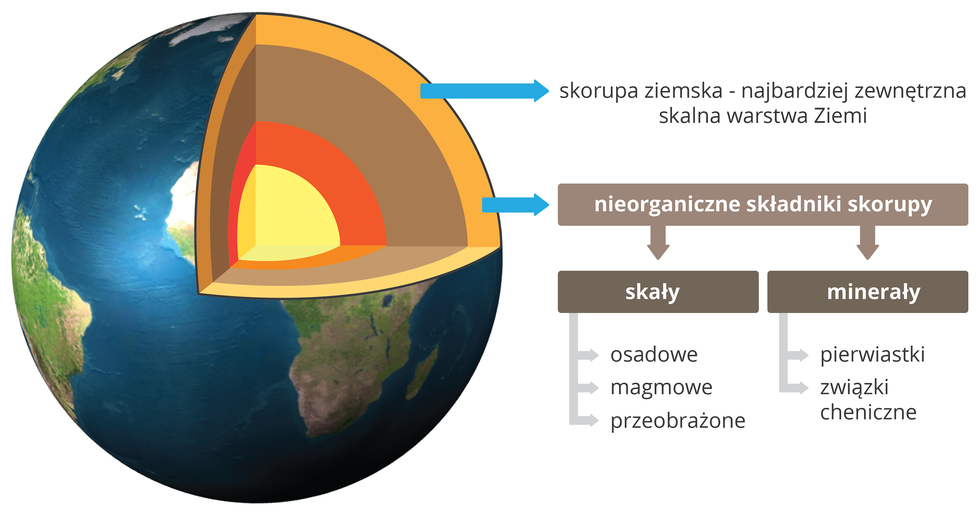 skorupa ziemska - najbardziej zewnętrzna
skalna warstwa Ziemi
nieorganiczne składniki skorupy
skały
minerały
osadowe
magmowe
przeobrażone
pierwiastki
związki
cheniczne